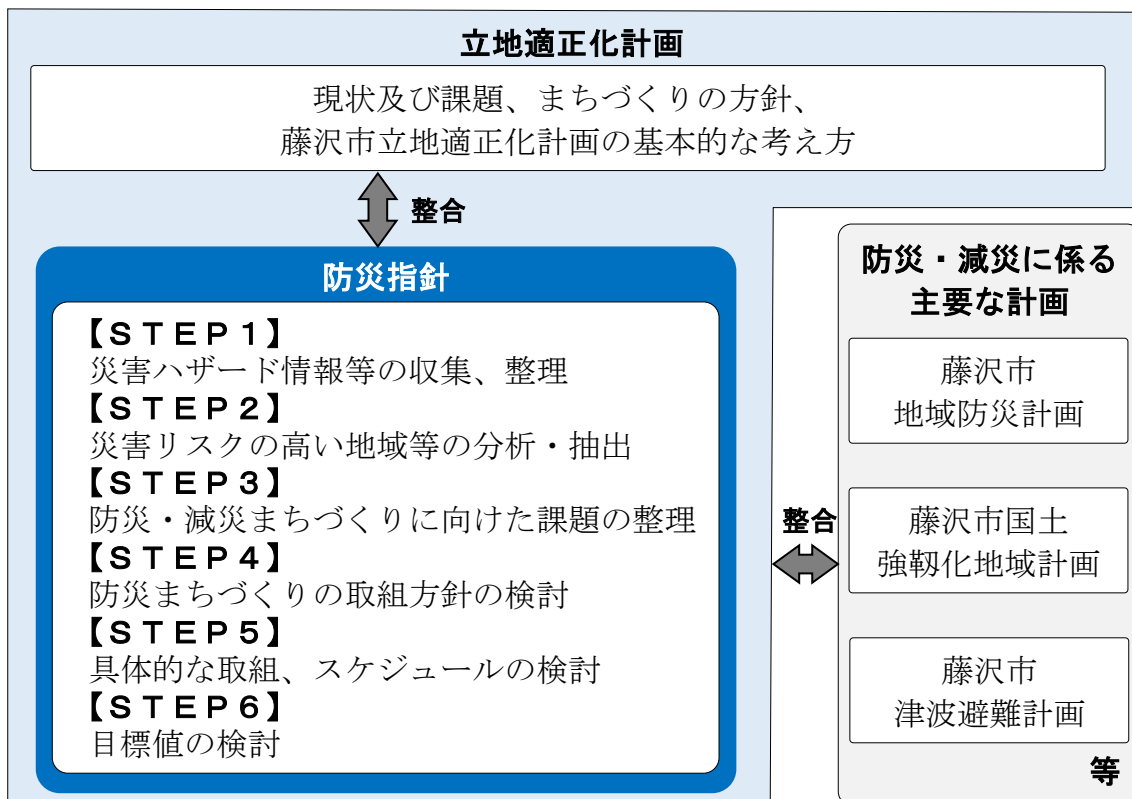 立地適正化計画
現状及び課題、まちづくりの方針、
藤沢市立地適正化計画の基本的な考え方
整合
防災指針
【ＳＴＥＰ１】
災害ハザード情報等の収集、整理
【ＳＴＥＰ２】
災害リスクの高い地域等の分析・抽出
【ＳＴＥＰ３】
防災・減災まちづくりに向けた課題の整理
【ＳＴＥＰ４】
防災まちづくりの取組方針の検討
【ＳＴＥＰ５】
具体的な取組、スケジュールの検討
【ＳＴＥＰ６】
目標値の検討
整合
防災・減災に係る
主要な計画
藤沢市
地域防災計画
藤沢市国土
強靱化地域計画
藤沢市
津波避難計画
等